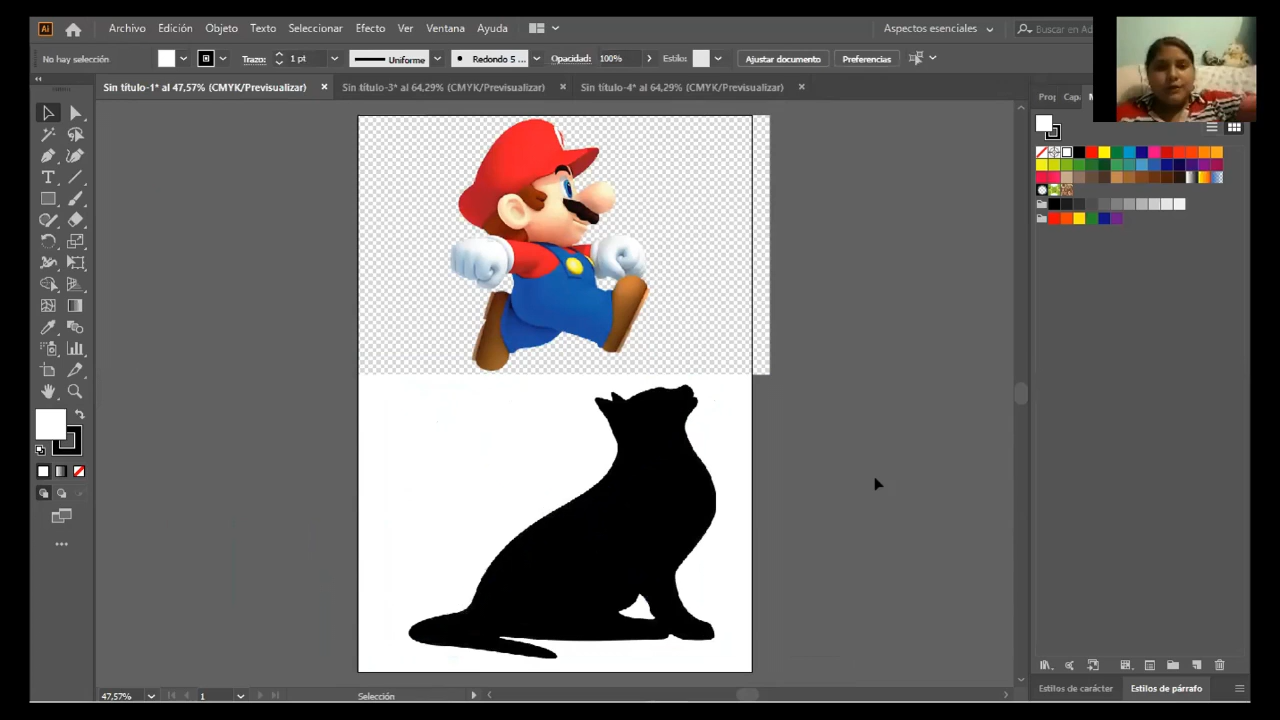 Ai Archivo Edición Objeto Texto Seleccionar Efecto Ver Ventana Ayuda Aspectos esenciales Buscar en Ad
No hay selección Trazo: 1 pt Uniforme Redondo 5 ... Opacidad: 100% Estilo: Ajustar documento Preferencias
Sin título-1* al 47,57% (CMYK/Previsualizar) × Sin título-3* al 64,29% (CMYK/Previsualizar) × Sin título-4* al 64,29% (CMYK/Previsualizar) ×
Prop Capa
47,57% 1 Selección
Estilos de carácter Estilos de párrafo